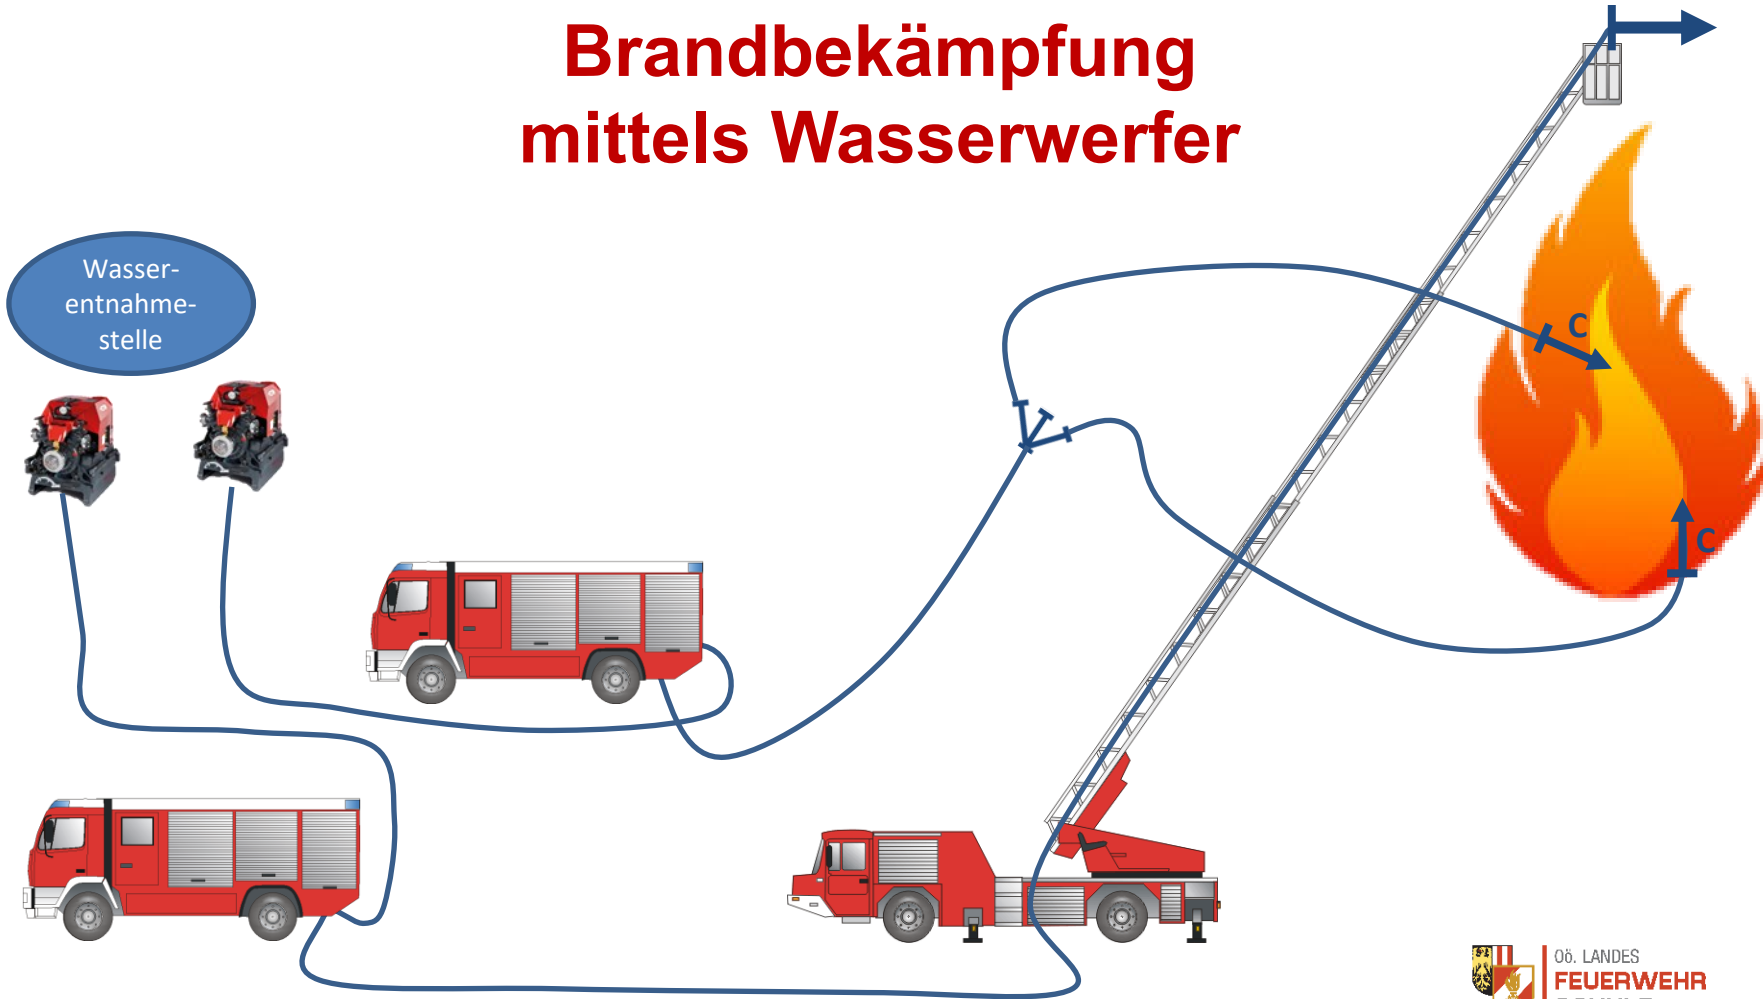 Brandbekämpfung
mittels Wasserwerfer
Wasser-
entnahme-
stelle
C
C
OÖ. LANDES
FEUERWEHR